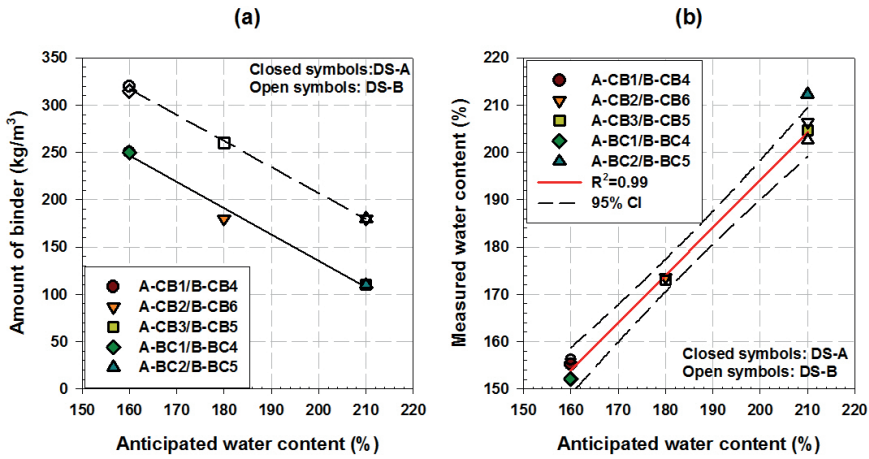 (a)
Amount of binder (kg/m³)
350
300
250
200
150
100
50
0
Closed symbols:DS-A
Open symbols: DS-B
A-CB1/B-CB4
A-CB2/B-CB6
A-CB3/B-CB5
A-BC1/B-BC4
A-BC2/B-BC5
150 160 170 180 190 200 210 220
Anticipated water content (%)
(b)
Measured water content (%)
220
210
200
190
180
170
160
150
A-CB1/B-CB4
A-CB2/B-CB6
A-CB3/B-CB5
A-BC1/B-BC4
A-BC2/B-BC5
R²=0.99
95% CI
Closed symbols: DS-A
Open symbols: DS-B
150 160 170 180 190 200 210 220
Anticipated water content (%)